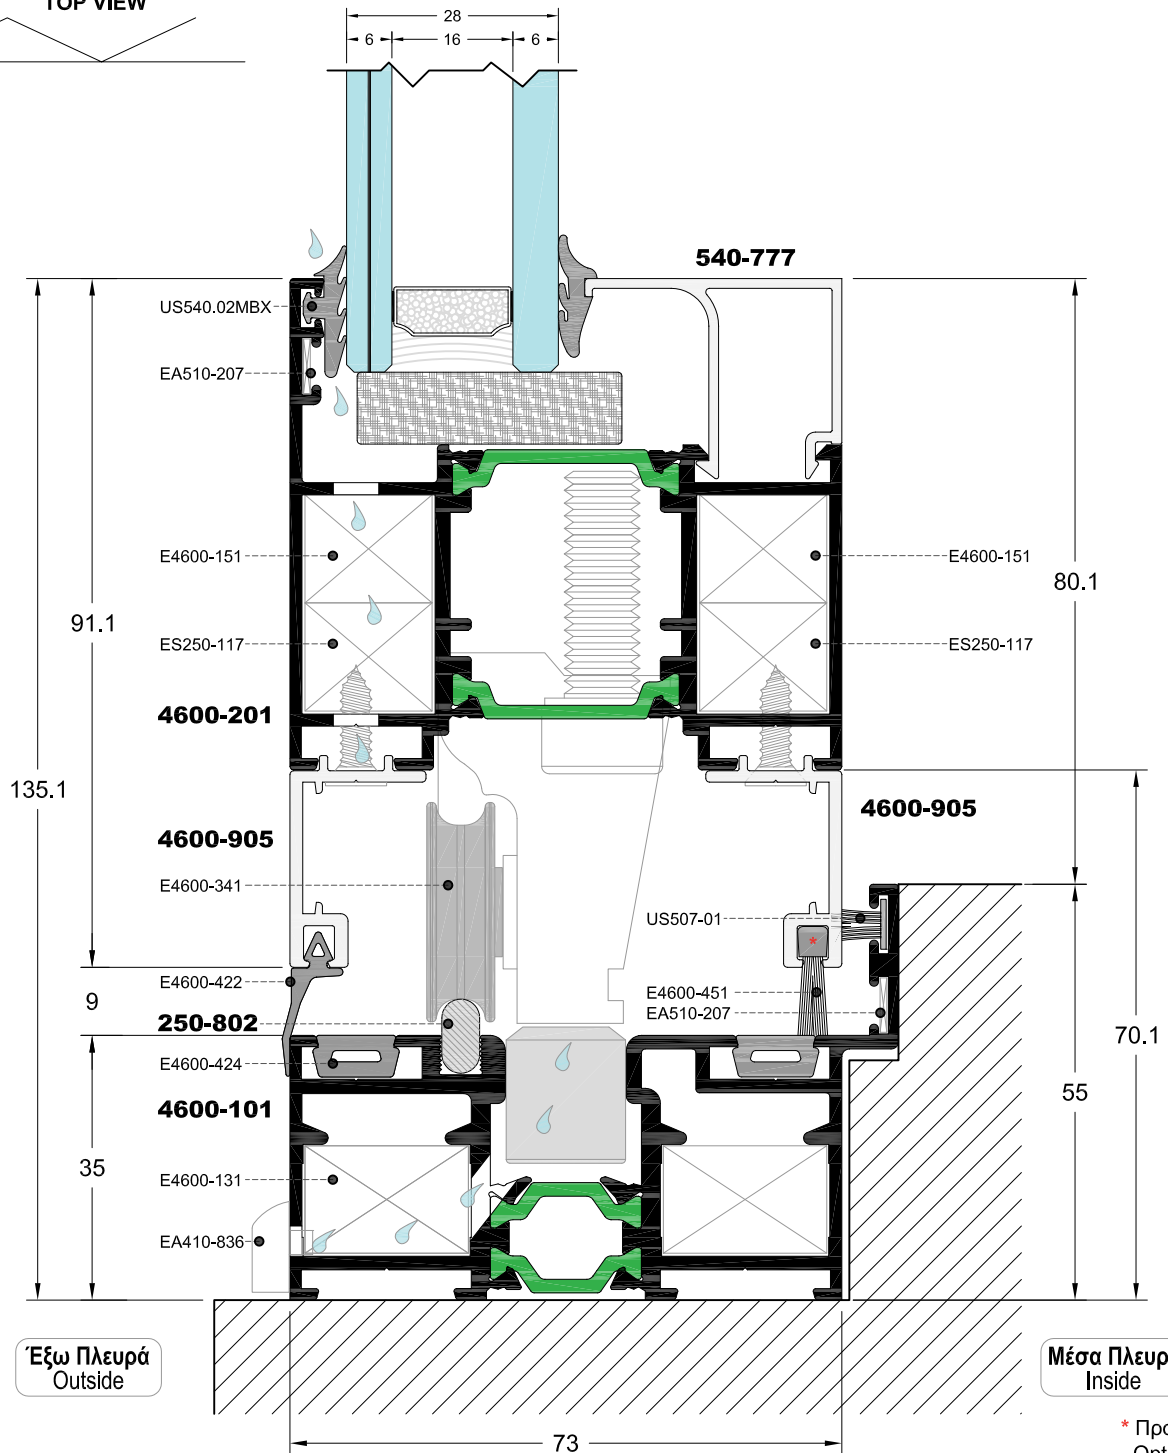 TOP VIEW
28
6
16
6
540-777
US540.02MBX
EA510-207
E4600-151
E4600-151
80.1
91.1
ES250-117
ES250-117
4600-201
135.1
4600-905
4600-905
E4600-341
US507-01
*
E4600-422
E4600-451
9
EA510-207
250-802
70.1
E4600-424
55
4600-101
35
E4600-131
EA410-836
Έξω Πλευρά
Outside
Μέσα Πλευρ
Inside
* Προ
Opt
73